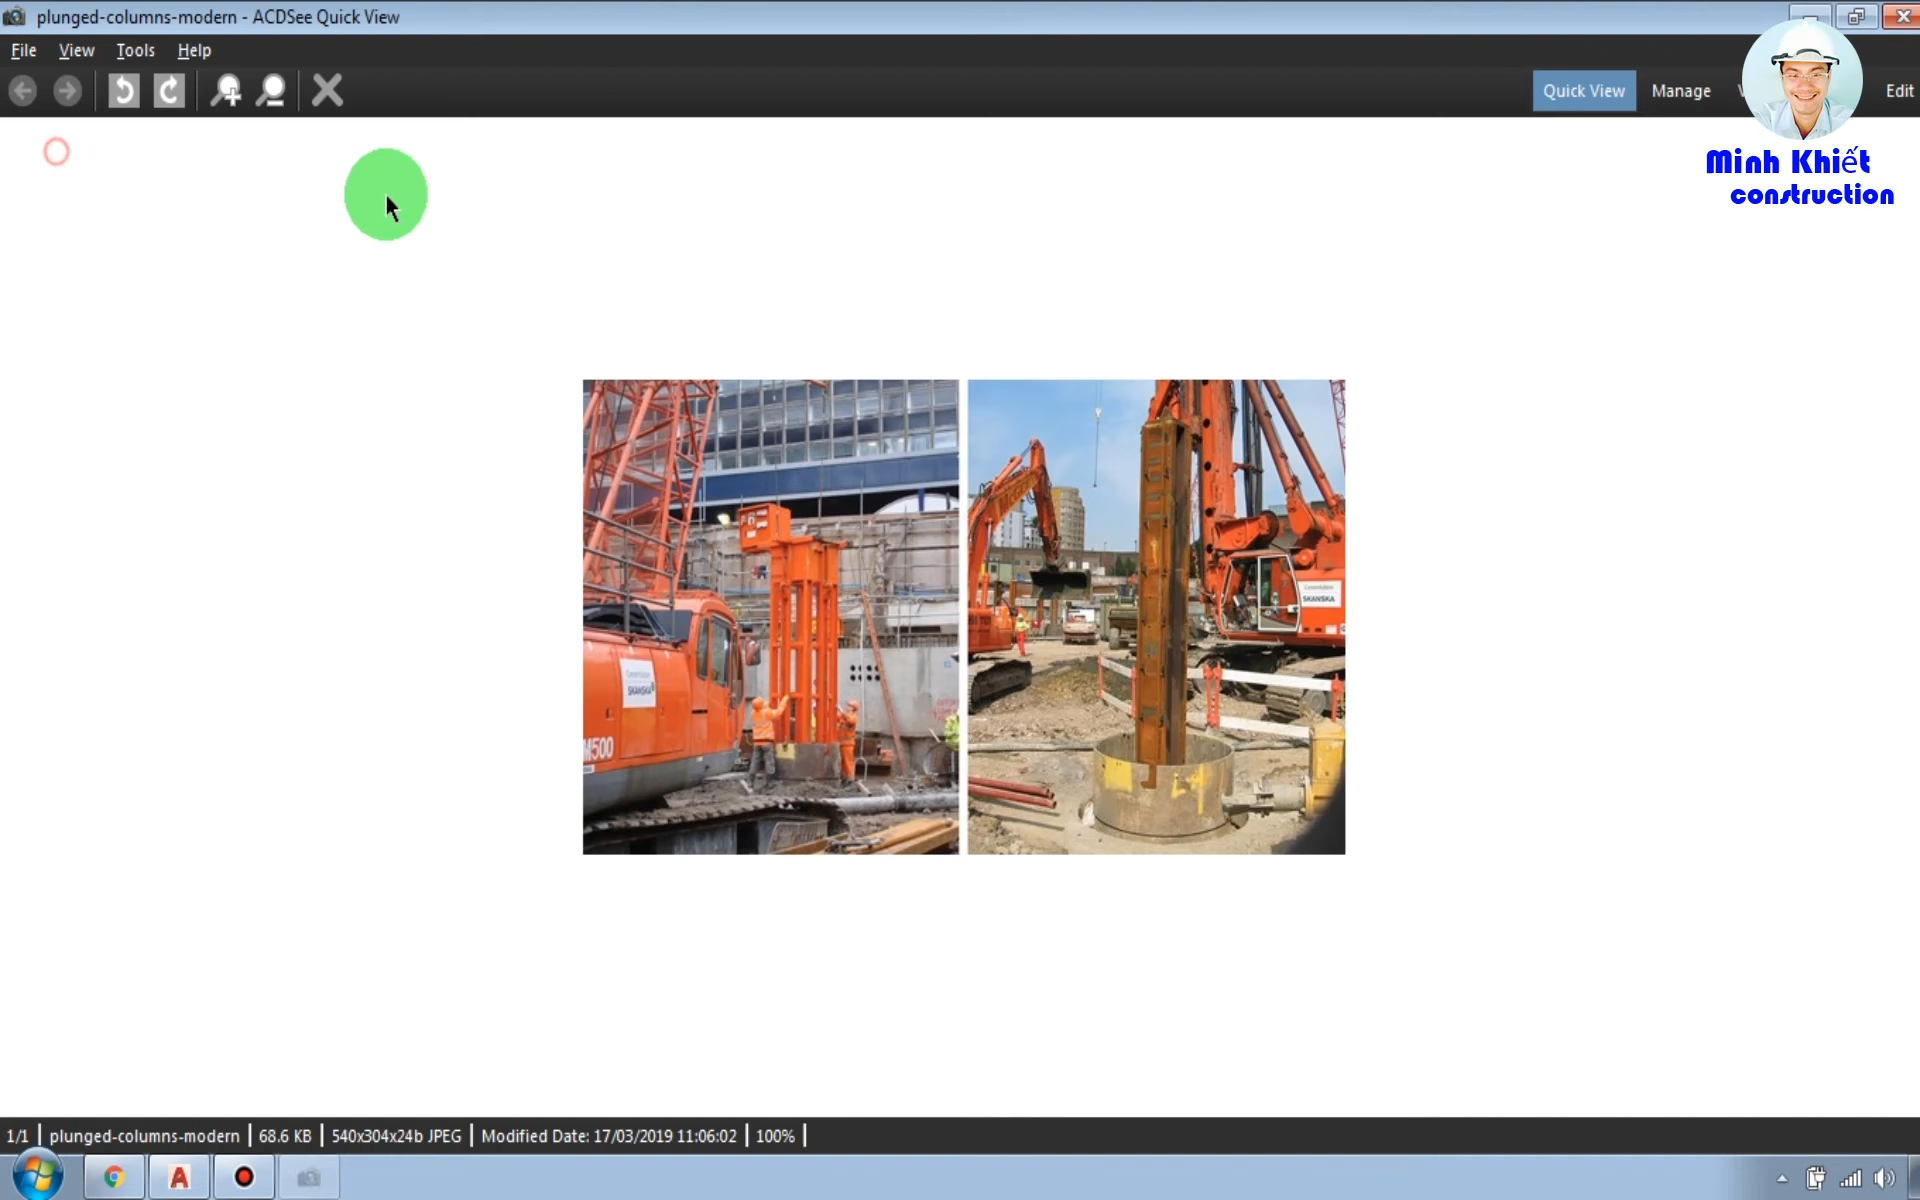 plunged-columns-modern - ACDSee Quick View
File View Tools Help
Quick View Manage Edit
Minh Khiết
construction
SKANSKA
M500
SKANSKA
1/1 | plunged-columns-modern | 68.6 KB | 540x304x24b JPEG | Modified Date: 17/03/2019 11:06:02 | 100% |